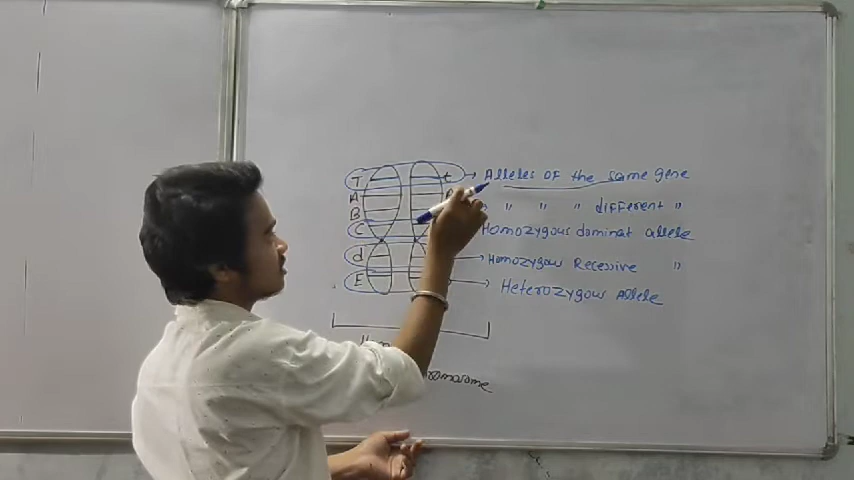 T t → Alleles of the same gene
A
B " " " different "
C Homozygous dominat allele
d → Homozygous Recessive "
E → Heterozygous Allele